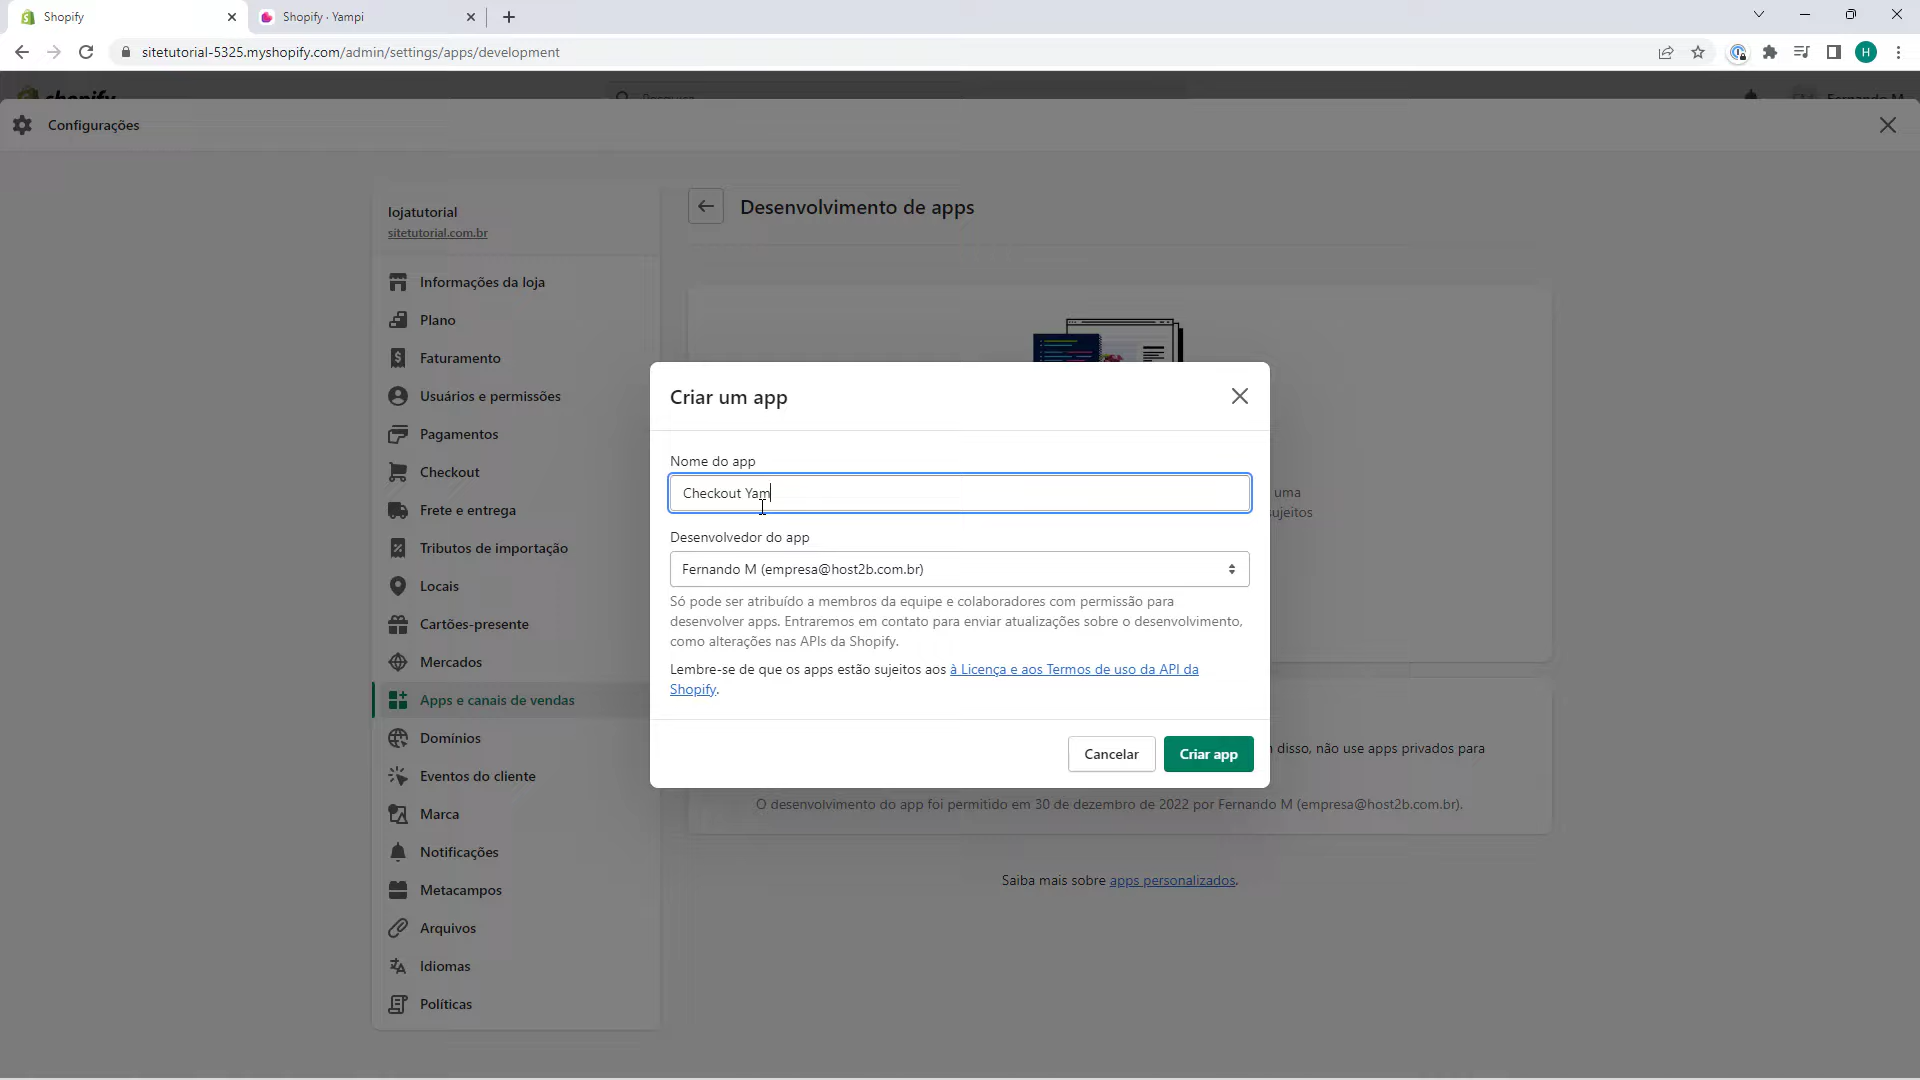 Shopify
Shopify · Yampi
sitetutorial-5325.myshopify.com/admin/settings/apps/development
H
shopify
Pesquisa
Fernando M
Configurações
lojatutorial
sitetutorial.com.br
Desenvolvimento de apps
Informações da loja
Plano
Faturamento
Usuários e permissões
Pagamentos
Checkout
Frete e entrega
Tributos de importação
Locais
Cartões-presente
Mercados
Apps e canais de vendas
Domínios
Eventos do cliente
Marca
Notificações
Metacampos
Arquivos
Idiomas
Políticas
Criar um app
Nome do app
Checkout Yam
Desenvolvedor do app
Fernando M (empresa@host2b.com.br)
Só pode ser atribuído a membros da equipe e colaboradores com permissão para
desenvolver apps. Entraremos em contato para enviar atualizações sobre o desenvolvimento,
como alterações nas APIs da Shopify.
Lembre-se de que os apps estão sujeitos aos à Licença e aos Termos de uso da API da
Shopify.
Cancelar
Criar app
uma
sujeitos
disso, não use apps privados para
O desenvolvimento do app foi permitido em 30 de dezembro de 2022 por Fernando M (empresa@host2b.com.br).
Saiba mais sobre apps personalizados.